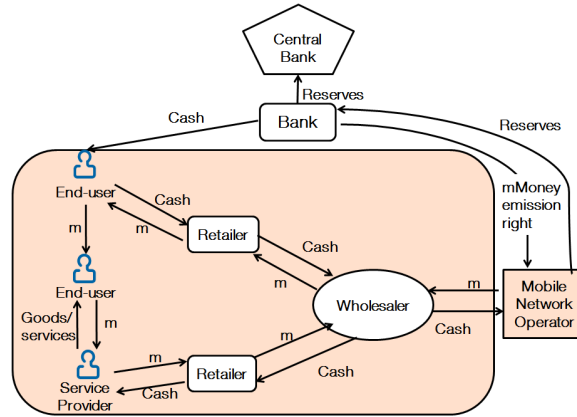 Central
Bank
Reserves
Cash
Bank
Reserves
mMoney
emission
right
End-user
Cash
m
Retailer
Cash
m
m
End-user
Goods/
services
m
Wholesaler
m
Cash
Mobile
Network
Operator
m
m
Retailer
Cash
Cash
Service
Provider